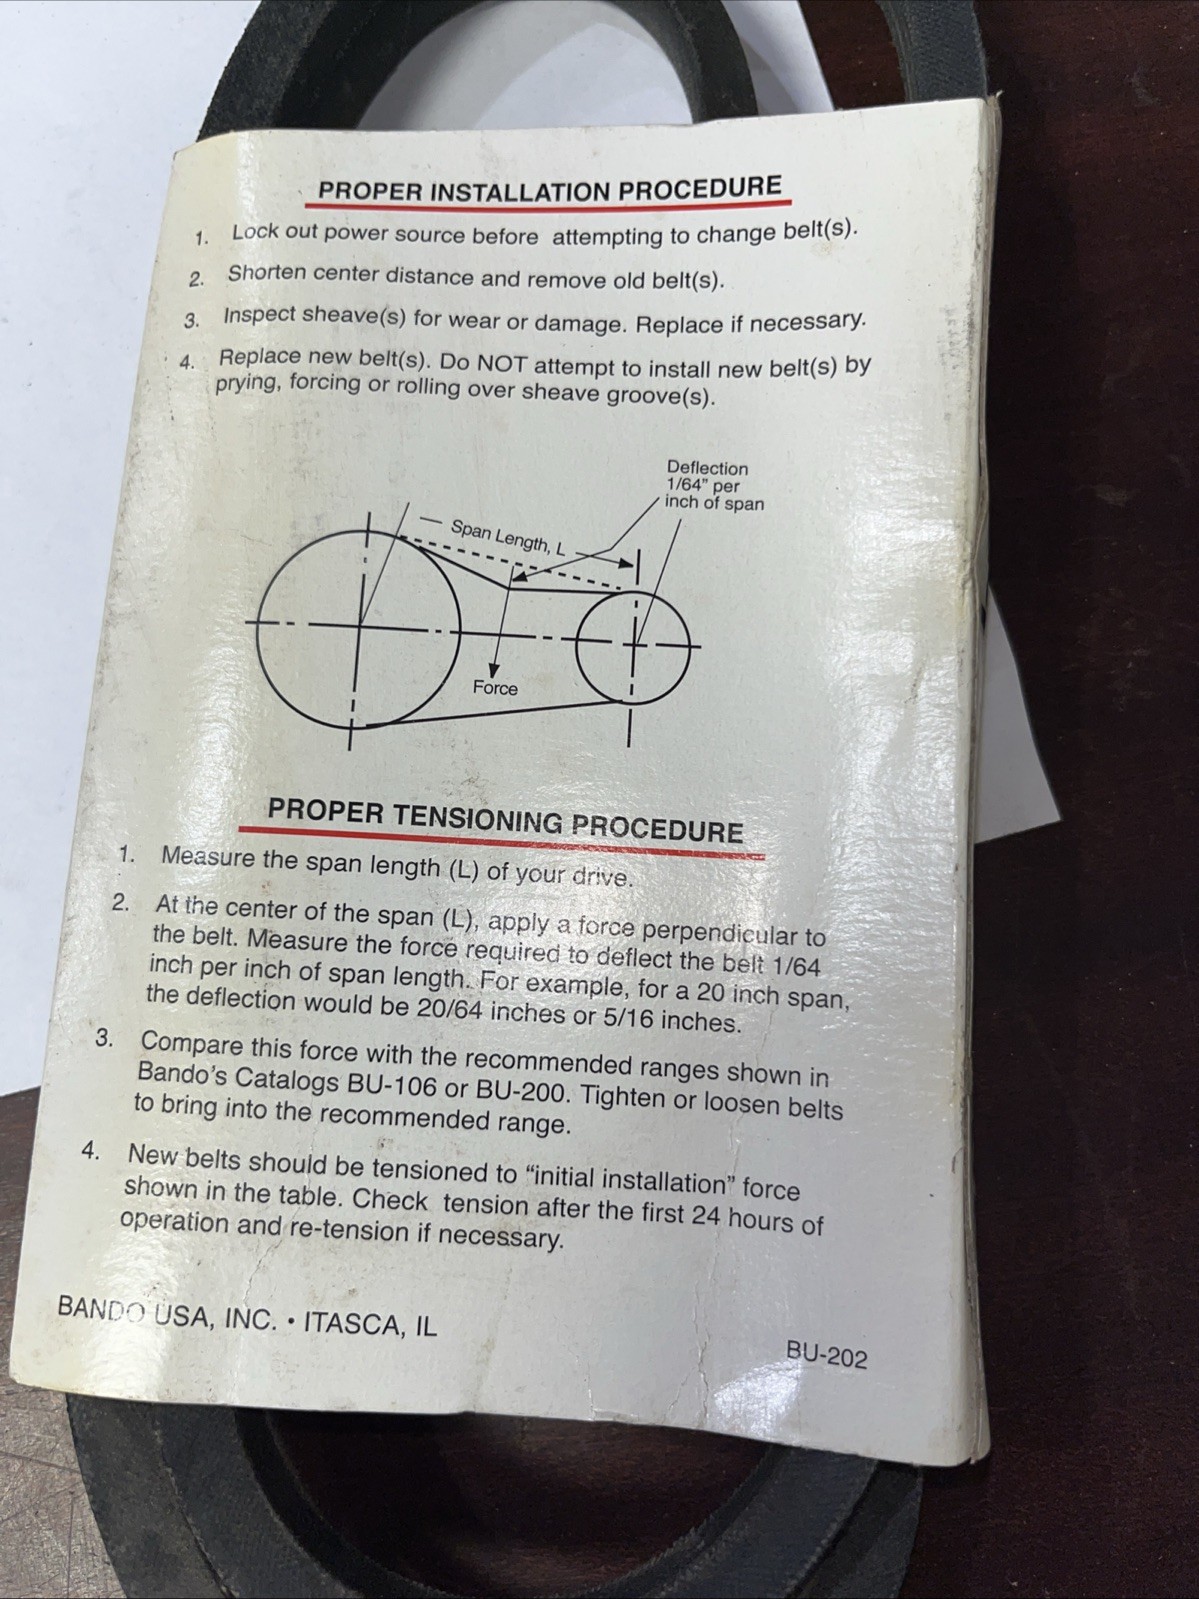 PROPER INSTALLATION PROCEDURE
1. Lock out power source before attempting to change belt(s).
2. Shorten center distance and remove old belt(s).
3. Inspect sheave(s) for wear or damage. Replace if necessary.
4. Replace new belt(s). Do NOT attempt to install new belt(s) by
prying, forcing or rolling over sheave groove(s).
Deflection
1/64" per
inch of span
Span Length, L
Force
PROPER TENSIONING PROCEDURE
1. Measure the span length (L) of your drive.
2. At the center of the span (L), apply a force perpendicular to
the belt. Measure the force required to deflect the belt 1/64
inch per inch of span length. For example, for a 20 inch span,
the deflection would be 20/64 inches or 5/16 inches.
3. Compare this force with the recommended ranges shown in
Bando's Catalogs BU-106 or BU-200. Tighten or loosen belts
to bring into the recommended range.
4. New belts should be tensioned to “initial installation” force
shown in the table. Check tension after the first 24 hours of
operation and re-tension if necessary.
BANDO USA, INC. • ITASCA, IL
BU-202